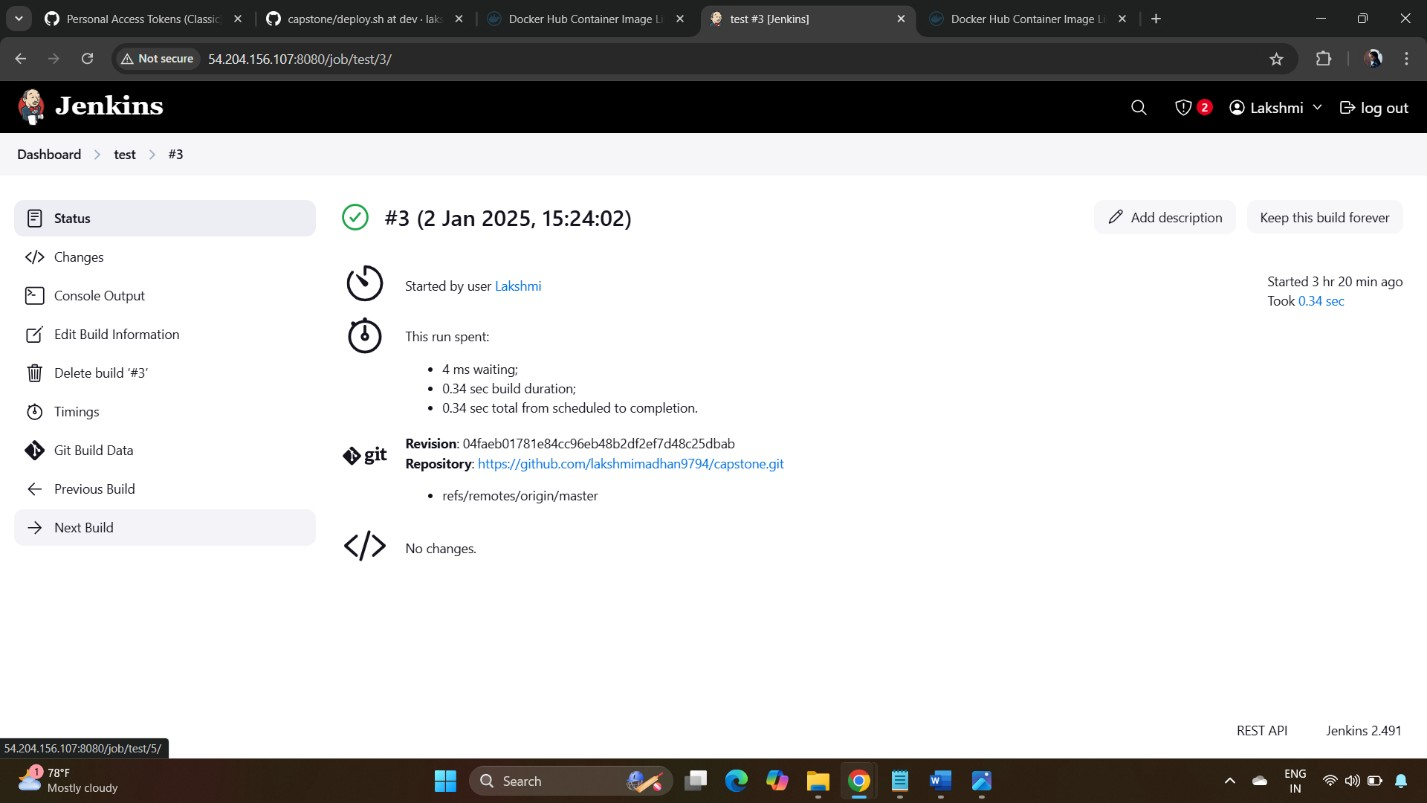 Personal Access Tokens (Classic
capstone/deploy.sh at dev · laks
Docker Hub Container Image Li
test #3 [Jenkins]
Docker Hub Container Image Li
Not secure
54.204.156.107:8080/job/test/3/
Jenkins
2
Lakshmi
log out
Dashboard
test
#3
Status
Changes
Console Output
Edit Build Information
Delete build ‘#3’
Timings
Git Build Data
Previous Build
Next Build
#3 (2 Jan 2025, 15:24:02)
Add description
Keep this build forever
Started by user Lakshmi
Started 3 hr 20 min ago
Took 0.34 sec
This run spent:
• 4 ms waiting;
• 0.34 sec build duration;
• 0.34 sec total from scheduled to completion.
git
Revision: 04faeb01781e84cc96eb48b2df2ef7d48c25dbab
Repository: https://github.com/lakshmimadhan9794/capstone.git
• refs/remotes/origin/master
No changes.
REST API
Jenkins 2.491
54.204.156.107:8080/job/test/5/
1
78°F
Mostly cloudy
Search
ENG
IN